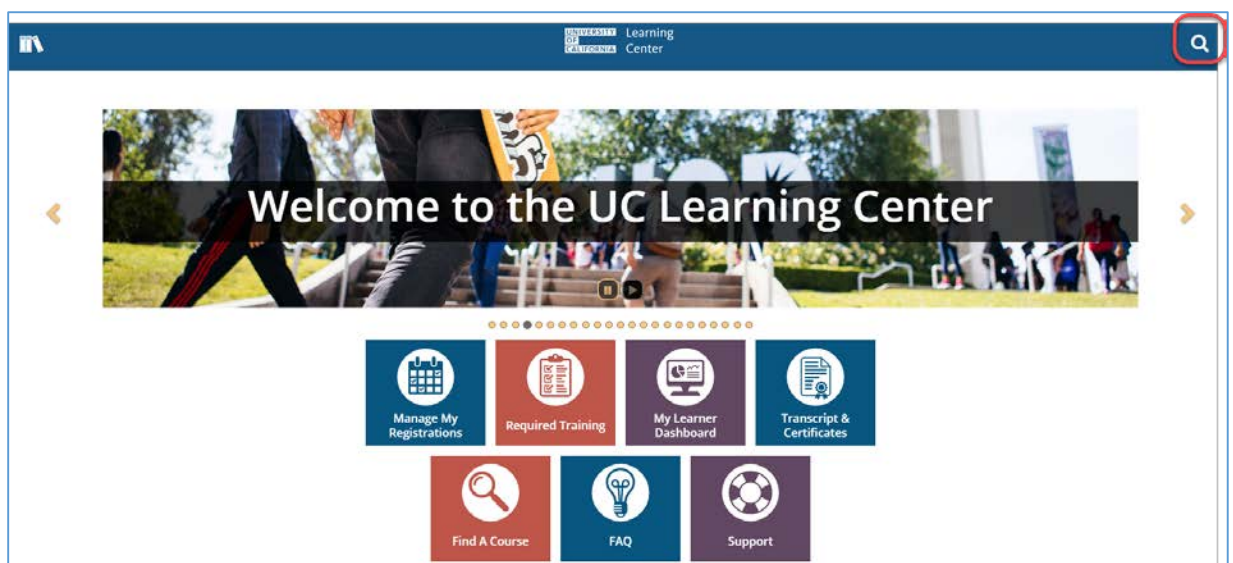 UNIVERSITY
OF
CALIFORNIA
Learning
Center
Welcome to the UC Learning Center
Manage My
Registrations
Required Training
My Learner
Dashboard
Transcript &
Certificates
Find A Course
FAQ
Support